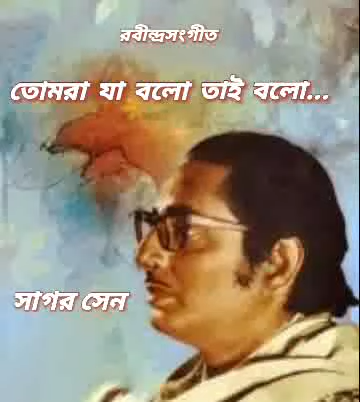 রবীন্দ্রসংগীত
তোমরা যা বলো তাই বলো...
সাগর সেন